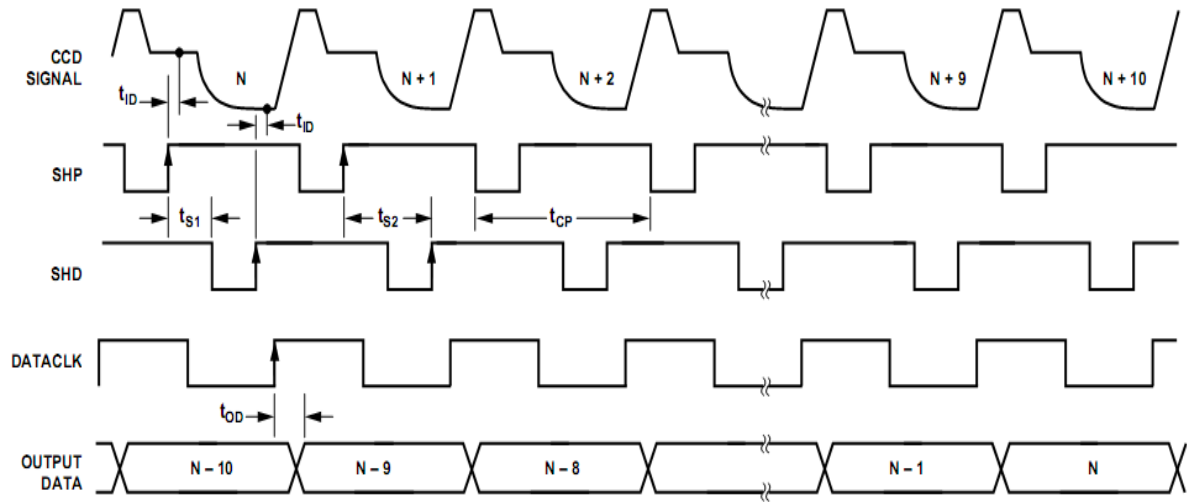 CCD SIGNAL
N N + 1 N + 2 N + 9 N + 10
tID
tID
SHP
tS1 tS2 tCP
SHD
DATACLK
tOD
OUTPUT DATA
N – 10 N – 9 N – 8 N – 1 N